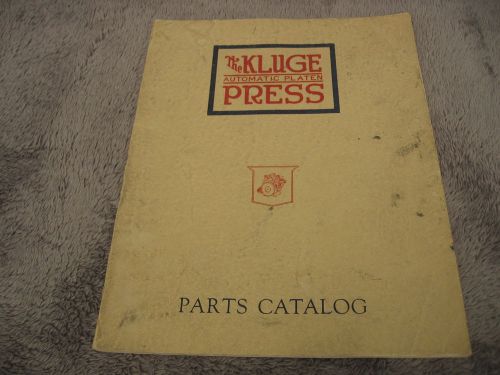 The KLUGE
AUTOMATIC PLATEN
PRESS
PARTS CATALOG